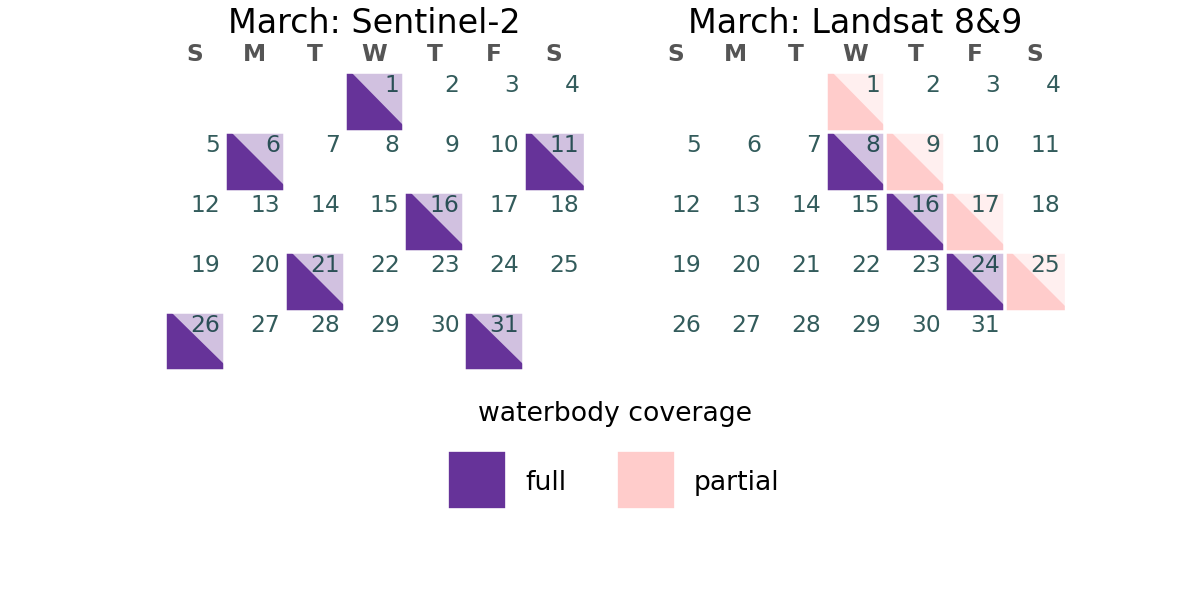 March: Sentinel-2
S M T W T F S
1 2 3 4
5 6 7 8 9 10 11
12 13 14 15 16 17 18
19 20 21 22 23 24 25
26 27 28 29 30 31
March: Landsat 8&9
S M T W T F S
1 2 3 4
5 6 7 8 9 10 11
12 13 14 15 16 17 18
19 20 21 22 23 24 25
26 27 28 29 30 31
waterbody coverage
full
partial